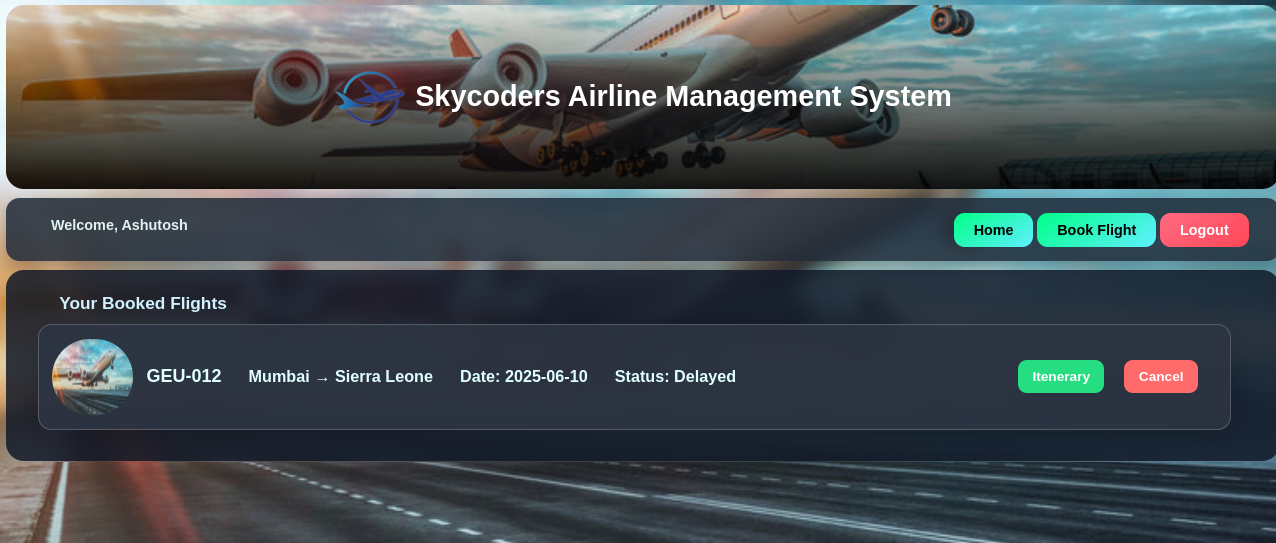 Skycoders Airline Management System
Welcome, Ashutosh
Home Book Flight Logout
Your Booked Flights
GEU-012 Mumbai → Sierra Leone Date: 2025-06-10 Status: Delayed Itenerary Cancel